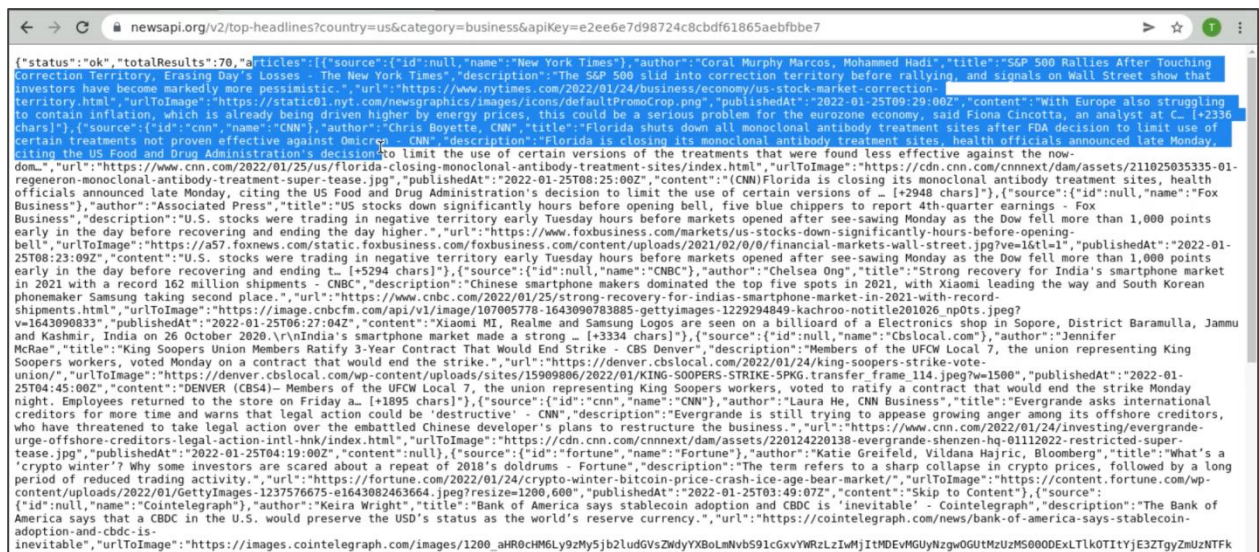 newsapi.org/v2/top-headlines?country=us&category=business&apiKey=e2ee6e7d98724c8cbdf61865aebfbbe7
T
{"status":"ok","totalResults":70,"articles":[{"source":{"id":null,"name":"New York Times"},"author":"Coral Murphy Marcos, Mohammed Hadi","title":"S&P 500 Rallies After Touching
Correction Territory, Erasing Day’s Losses - The New York Times","description":"The S&P 500 slid into correction territory before rallying, and signals on Wall Street show that
investors have become markedly more pessimistic.","url":"https://www.nytimes.com/2022/01/24/business/economy/us-stock-market-correction-
territory.html","urlToImage":"https://static01.nyt.com/newsgraphics/images/icons/defaultPromoCrop.png","publishedAt":"2022-01-25T09:29:00Z","content":"With Europe also struggling
to contain inflation, which is already being driven higher by energy prices, this could be a serious problem for the eurozone economy, said Fiona Cincotta, an analyst at C… [+2336
chars]"},{"source":{"id":"cnn","name":"CNN"},"author":"Chris Boyette, CNN","title":"Florida shuts down all monoclonal antibody treatment sites after FDA decision to limit use of
certain treatments not proven effective against Omicron - CNN","description":"Florida is closing its monoclonal antibody treatment sites, health officials announced late Monday,
citing the US Food and Drug Administration's decision to limit the use of certain versions of the treatments that were found less effective against the now-
dom…","url":"https://www.cnn.com/2022/01/25/us/florida-closing-monoclonal-antibody-treatment-sites/index.html","urlToImage":"https://cdn.cnn.com/cnnnext/dam/assets/211025035335-01-
regeneron-monoclonal-antibody-treatment-super-tease.jpg","publishedAt":"2022-01-25T08:25:00Z","content":"(CNN)Florida is closing its monoclonal antibody treatment sites, health
officials announced late Monday, citing the US Food and Drug Administration's decision to limit the use of certain versions of … [+2948 chars]"},{"source":{"id":null,"name":"Fox
Business"},"author":"Associated Press","title":"US stocks down significantly hours before opening bell, five blue chippers to report 4th-quarter earnings - Fox
Business","description":"U.S. stocks were trading in negative territory early Tuesday hours before markets opened after see-sawing Monday as the Dow fell more than 1,000 points
early in the day before recovering and ending the day higher.","url":"https://www.foxbusiness.com/markets/us-stocks-down-significantly-hours-before-opening-
bell","urlToImage":"https://a57.foxnews.com/static.foxbusiness.com/foxbusiness.com/content/uploads/2021/02/0/0/financial-markets-wall-street.jpg?ve=1&tl=1","publishedAt":"2022-01-
25T08:23:09Z","content":"U.S. stocks were trading in negative territory early Tuesday hours before markets opened after see-sawing Monday as the Dow fell more than 1,000 points
early in the day before recovering and ending t… [+5294 chars]"},{"source":{"id":null,"name":"CNBC"},"author":"Chelsea Ong","title":"Strong recovery for India's smartphone market
in 2021 with a record 162 million shipments - CNBC","description":"Chinese smartphone makers dominated the top five spots in 2021, with Xiaomi leading the way and South Korean
phonemaker Samsung taking second place.","url":"https://www.cnbc.com/2022/01/25/strong-recovery-for-indias-smartphone-market-in-2021-with-record-
shipments.html","urlToImage":"https://image.cnbcfm.com/api/v1/image/107005778-1643090783885-gettyimages-1229294849-kachroo-notitle201026_npOts.jpeg?
v=1643090833","publishedAt":"2022-01-25T06:27:04Z","content":"Xiaomi MI, Realme and Samsung Logos are seen on a billioard of a Electronics shop in Sopore, District Baramulla, Jammu
and Kashmir, India on 26 October 2020.\r\nIndia's smartphone market made a strong … [+3334 chars]"},{"source":{"id":null,"name":"Cbslocal.com"},"author":"Jennifer
McRae","title":"King Soopers Union Members Ratify 3-Year Contract That Would End Strike - CBS Denver","description":"Members of the UFCW Local 7, the union representing King
Soopers workers, voted Monday on a contract that would end the strike.","url":"https://denver.cbslocal.com/2022/01/24/king-soopers-strike-vote-
union/","urlToImage":"https://denver.cbslocal.com/wp-content/uploads/sites/15909806/2022/01/KING-SOOPERS-STRIKE-5PKG.transfer_frame_114.jpeg?w=1500","publishedAt":"2022-01-
25T04:45:00Z","content":"DENVER (CBS4)– Members of the UFCW Local 7, the union representing King Soopers workers, voted to ratify a contract that would end the strike Monday
night. Employees returned to the store on Friday a… [+1895 chars]"},{"source":{"id":"cnn","name":"CNN"},"author":"Laura He, CNN Business","title":"Evergrande asks international
creditors for more time and warns that legal action could be 'destructive' - CNN","description":"Evergrande is still trying to appease growing anger among its offshore creditors,
who have threatened to take legal action over the embattled Chinese developer's plans to restructure the business.","url":"https://www.cnn.com/2022/01/24/investing/evergrande-
urge-offshore-creditors-legal-action-intl-hnk/index.html","urlToImage":"https://cdn.cnn.com/cnnnext/dam/assets/220124220138-evergrande-shenzen-hq-01112022-restricted-super-
tease.jpg","publishedAt":"2022-01-25T04:19:00Z","content":null},{"source":{"id":"fortune","name":"Fortune"},"author":"Katie Greifeld, Vildana Hajric, Bloomberg","title":"What’s a
‘crypto winter’? Why some investors are scared about a repeat of 2018’s doldrums - Fortune","description":"The term refers to a sharp collapse in crypto prices, followed by a long
period of reduced trading activity.","url":"https://fortune.com/2022/01/24/crypto-winter-bitcoin-price-crash-ice-age-bear-market/","urlToImage":"https://content.fortune.com/wp-
content/uploads/2022/01/GettyImages-1237576675-e1643082463664.jpeg?resize=1200,600","publishedAt":"2022-01-25T03:49:07Z","content":"Skip to Content"},{"source":
{"id":null,"name":"Cointelegraph"},"author":"Keira Wright","title":"Bank of America says stablecoin adoption and CBDC is ‘inevitable’ - Cointelegraph","description":"The Bank of
America says that a CBDC in the U.S. would preserve the USD’s status as the world’s reserve currency.","url":"https://cointelegraph.com/news/bank-of-america-says-stablecoin-
adoption-and-cbdc-is-
inevitable","urlToImage":"https://images.cointelegraph.com/images/1200_aHR0cHM6Ly9zMy5jb2ludGVsZWdyYXBoLmNvbS91cGxvYWRzLzIwMjItMDEvMGUyNzgwOGUtMzUzMS00ODExLTlkOTItYjE3ZTgyZmUzNTFk